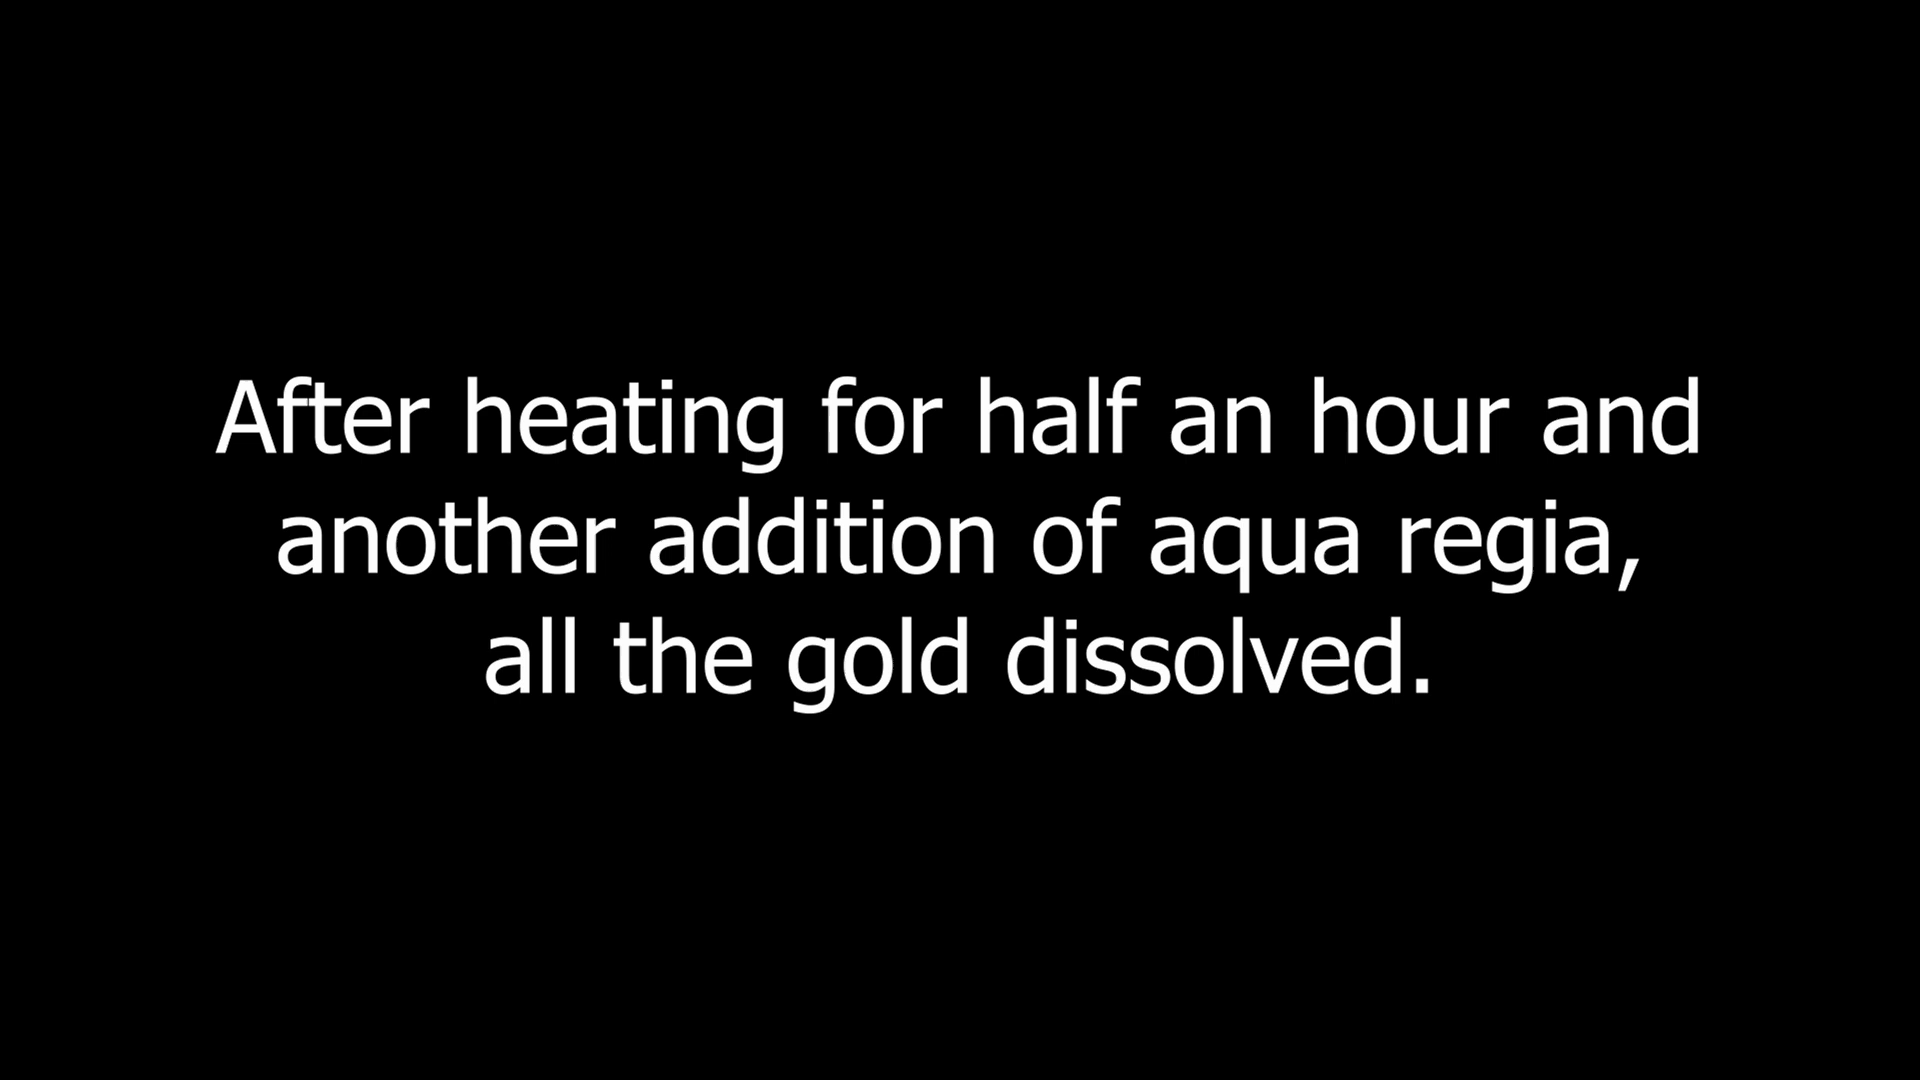 After heating for half an hour and
another addition of aqua regia,
all the gold dissolved.